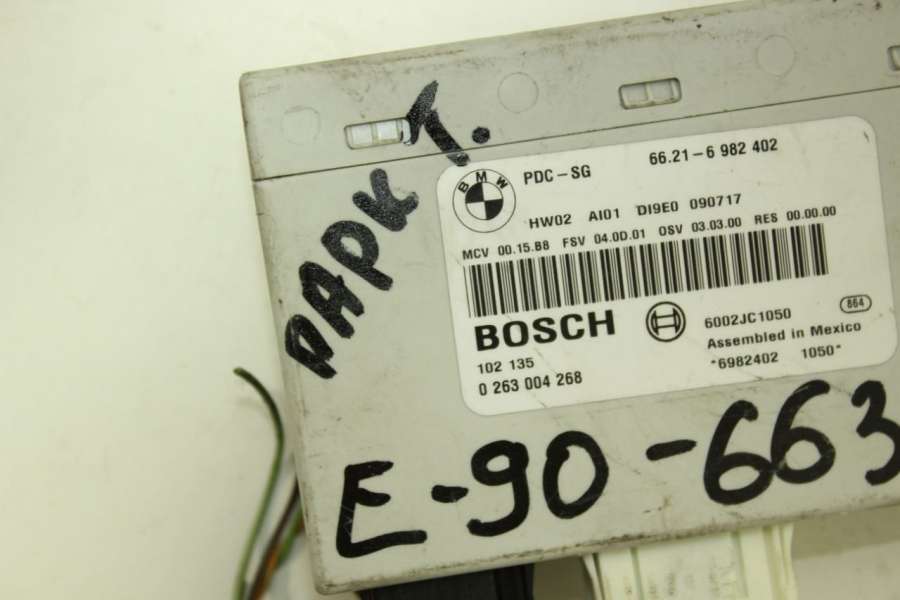 ПАРК Т.
BMW
PDC-SG 66.21-6 982 402
HW02 AI01 DI9E0 090717
MCV 00.15.B8 FSV 04.0D.01 OSV 03.03.00 RES 00.00.00
BOSCH 6002JC1050 864
Assembled in Mexico
102 135 *6982402 1050*
0 263 004 268
E-90-663